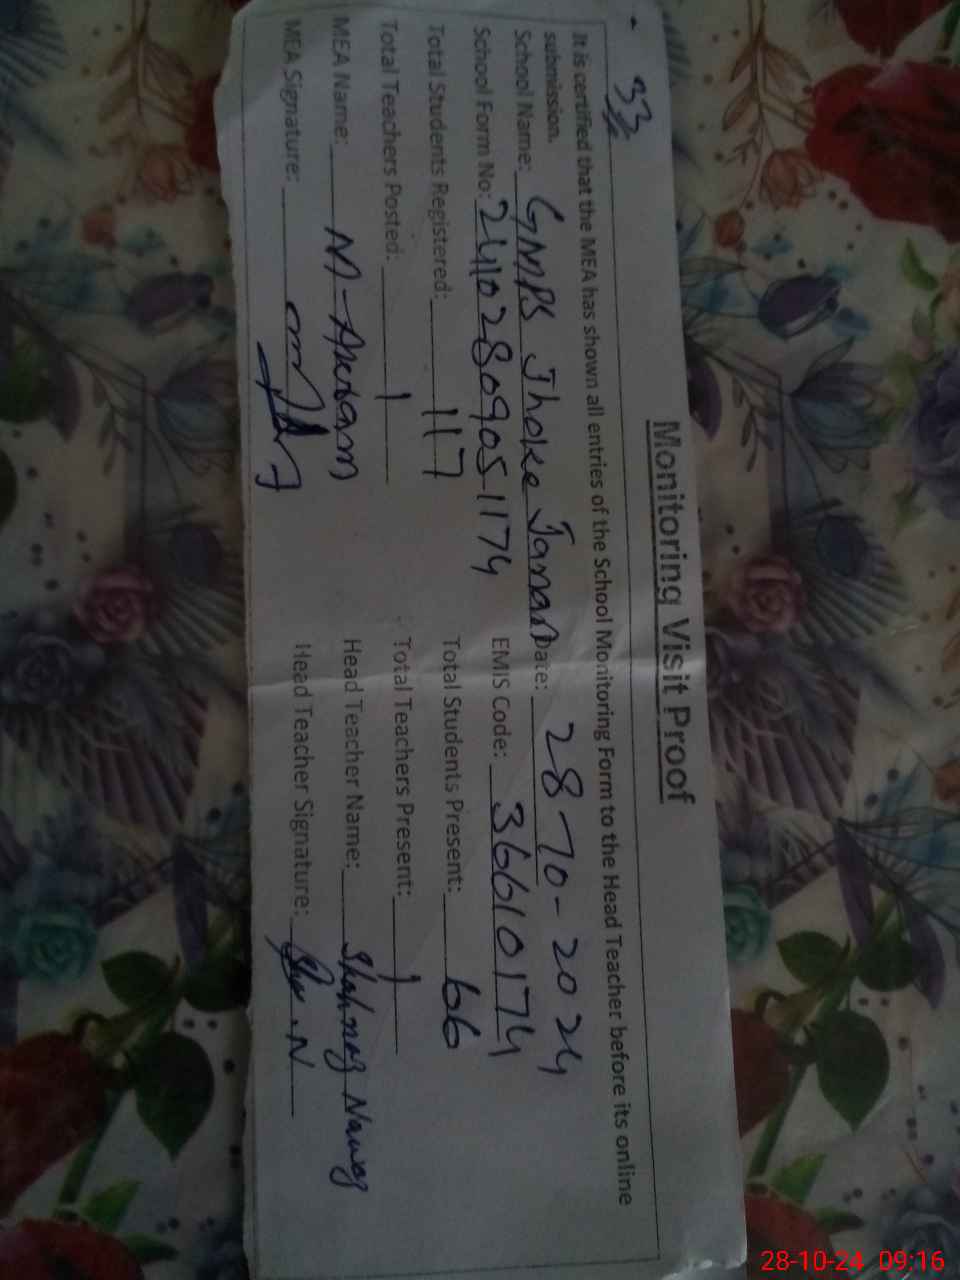 33
Monitoring Visit Proof
It is certified that the MEA has shown all entries of the School Monitoring Form to the Head Teacher before its online
submission.
School Name: GMPS Jhoke Janan Date: 28-10-2024
School Form No: 24102809051174 EMIS Code: 36610174
Total Students Registered: 117 Total Students Present: 66
Total Teachers Posted: 1 Total Teachers Present: 1
MEA Name: M-Akram Head Teacher Name: Shahnaz Nawaz
MEA Signature: Head Teacher Signature: Sh.N
28-10-24 09:16